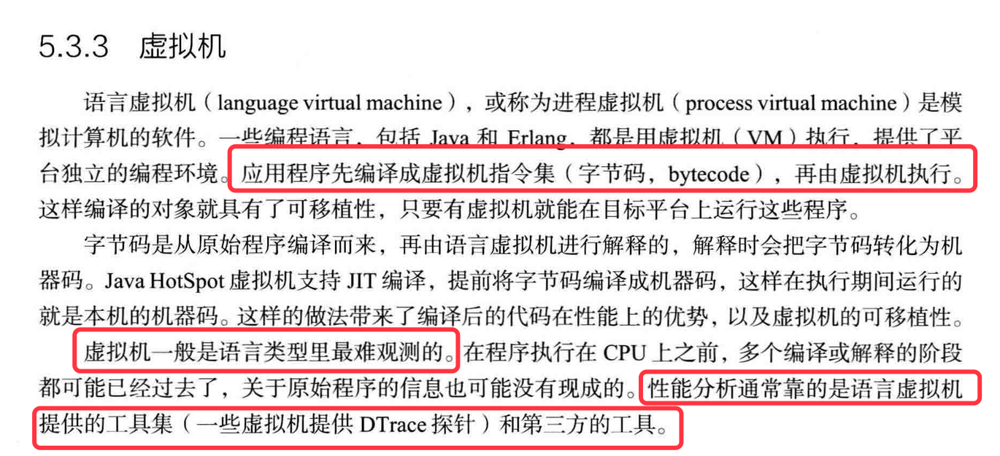 5.3.3 虚拟机
语言虚拟机（language virtual machine），或称为进程虚拟机（process virtual machine）是模
拟计算机的软件。一些编程语言，包括 Java 和 Erlang，都是用虚拟机（VM）执行，提供了平
台独立的编程环境。应用程序先编译成虚拟机指令集（字节码，bytecode），再由虚拟机执行。
这样编译的对象就具有了可移植性，只要有虚拟机就能在目标平台上运行这些程序。
字节码是从原始程序编译而来，再由语言虚拟机进行解释的，解释时会把字节码转化为机
器码。Java HotSpot 虚拟机支持 JIT 编译，提前将字节码编译成机器码，这样在执行期间运行的
就是本机的机器码。这样的做法带来了编译后的代码在性能上的优势，以及虚拟机的可移植性。
虚拟机一般是语言类型里最难观测的。在程序执行在 CPU 上之前，多个编译或解释的阶段
都可能已经过去了，关于原始程序的信息也可能没有现成的。性能分析通常靠的是语言虚拟机
提供的工具集（一些虚拟机提供 DTrace 探针）和第三方的工具。